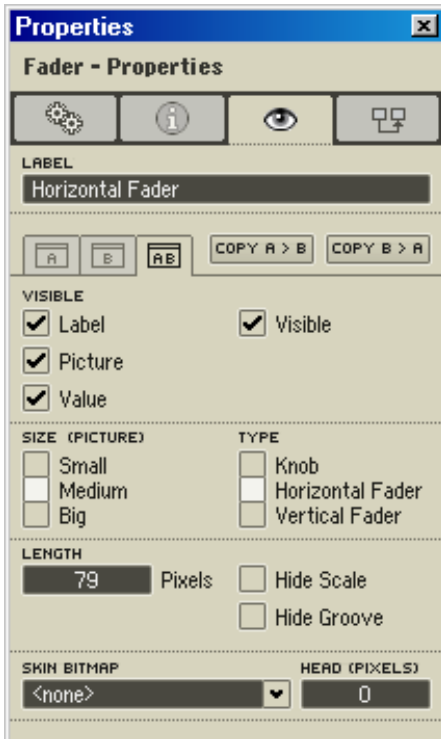 Properties
Fader - Properties
LABEL
Horizontal Fader
A B AB COPY A > B COPY B > A
VISIBLE
Label Visible
Picture
Value
SIZE (PICTURE) TYPE
Small Knob
Medium Horizontal Fader
Big Vertical Fader
LENGTH
79 Pixels Hide Scale
Hide Groove
SKIN BITMAP HEAD (PIXELS)
<none> 0